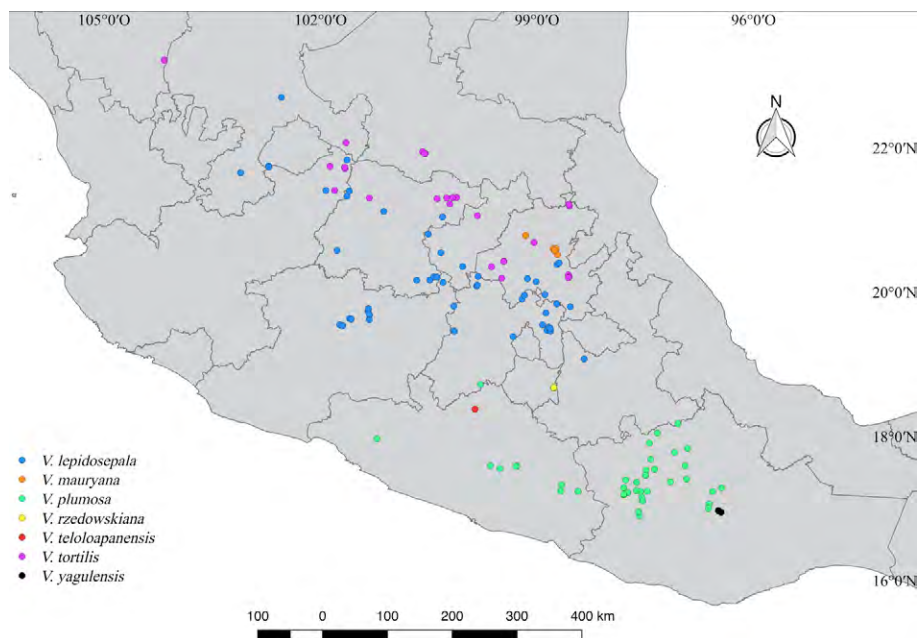 105°0'O 102°0'O 99°0'O 96°0'O
N
22°0'N
20°0'N
18°0'N
16°0'N
V. lepidosepala
V. mauryana
V. plumosa
V. rzedowskiana
V. teloloapanensis
V. tortilis
V. yagulensis
100 0 100 200 300 400 km